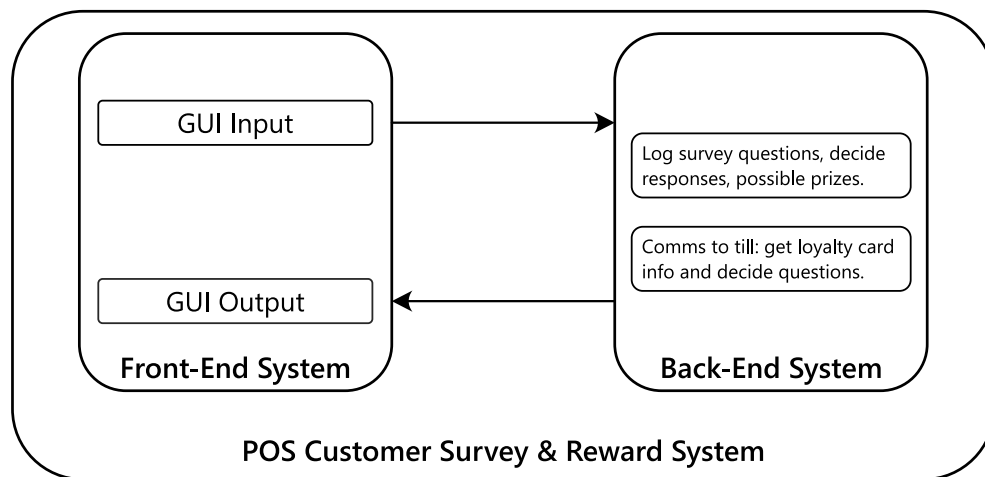 GUI Input
Log survey questions, decide
responses, possible prizes.
Comms to till: get loyalty card
info and decide questions.
GUI Output
Front-End System
Back-End System
POS Customer Survey & Reward System